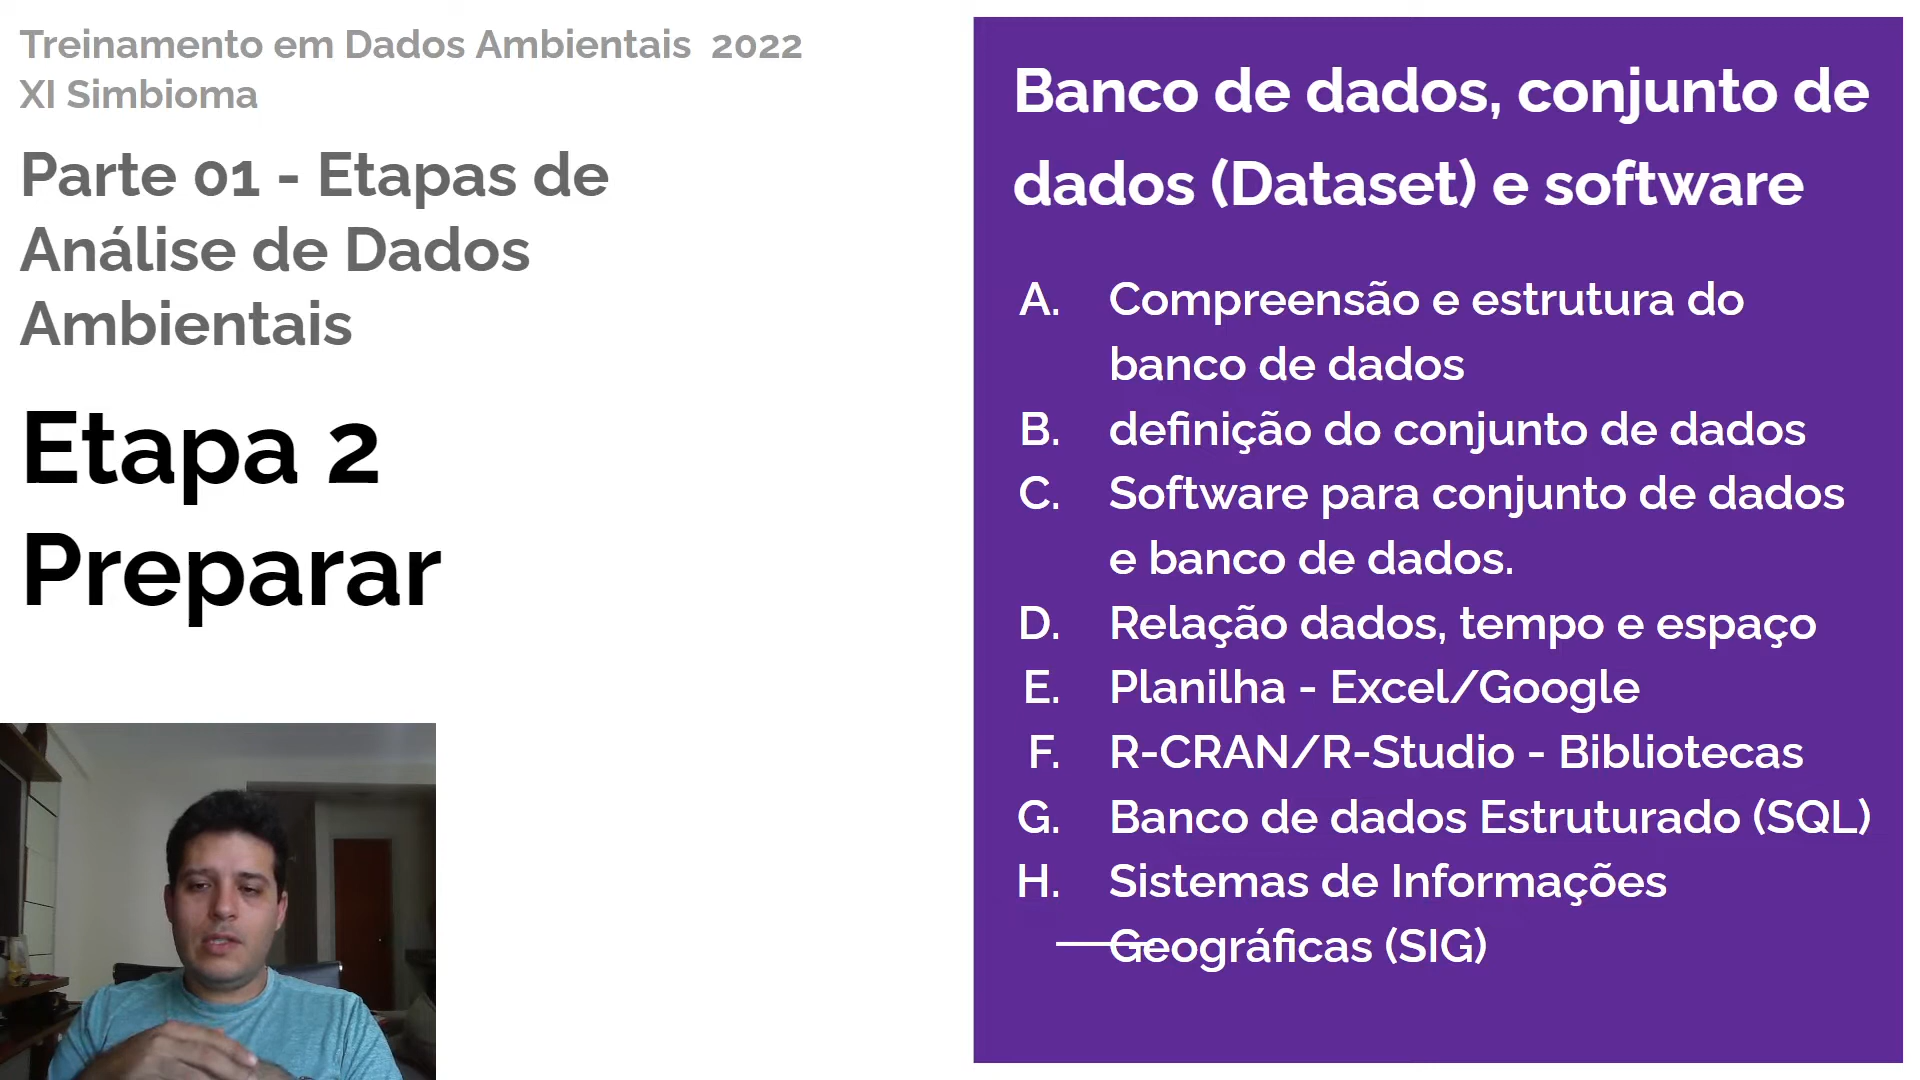 Treinamento em Dados Ambientais 2022
XI Simbioma
Parte 01 - Etapas de
Análise de Dados
Ambientais
Etapa 2
Preparar
Banco de dados, conjunto de
dados (Dataset) e software
A. Compreensão e estrutura do
banco de dados
B. definição do conjunto de dados
C. Software para conjunto de dados
e banco de dados.
D. Relação dados, tempo e espaço
E. Planilha - Excel/Google
F. R-CRAN/R-Studio - Bibliotecas
G. Banco de dados Estruturado (SQL)
H. Sistemas de Informações
Geográficas (SIG)